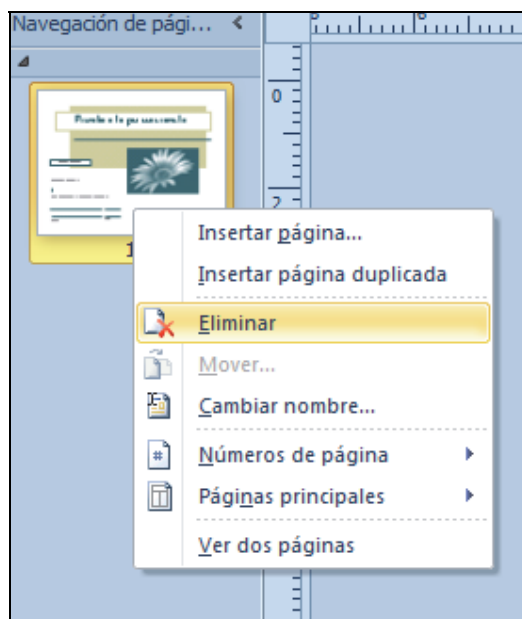 Navegación de pági...
0
2
1
Insertar página...
Insertar página duplicada
Eliminar
Mover...
Cambiar nombre...
Números de página
Páginas principales
Ver dos páginas